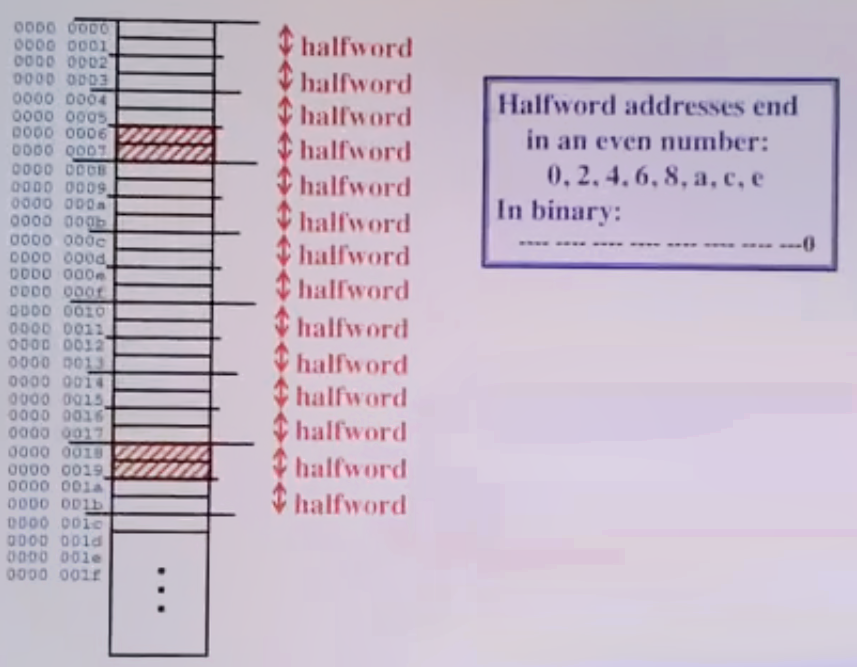 0000 0000
0000 0001
0000 0002
0000 0003
0000 0004
0000 0005
0000 0006
0000 0007
0000 0008
0000 0009
0000 000a
0000 000b
0000 000c
0000 000d
0000 000e
0000 000f
0000 0010
0000 0011
0000 0012
0000 0013
0000 0014
0000 0015
0000 0016
0000 0017
0000 0018
0000 0019
0000 001a
0000 001b
0000 001c
0000 001d
0000 001e
0000 001f
halfword
halfword
halfword
halfword
halfword
halfword
halfword
halfword
halfword
halfword
halfword
halfword
halfword
halfword
Halfword addresses end
in an even number:
0, 2, 4, 6, 8, a, c, e
In binary:
---- ---- ---- ---- ---- ---- ---- ---0